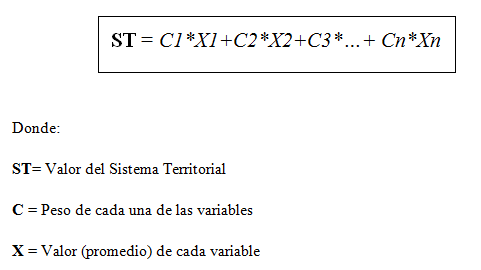 ST = C1*X1+C2*X2+C3*...+ Cn*Xn
Donde:
ST= Valor del Sistema Territorial
C = Peso de cada una de las variables
X = Valor (promedio) de cada variable